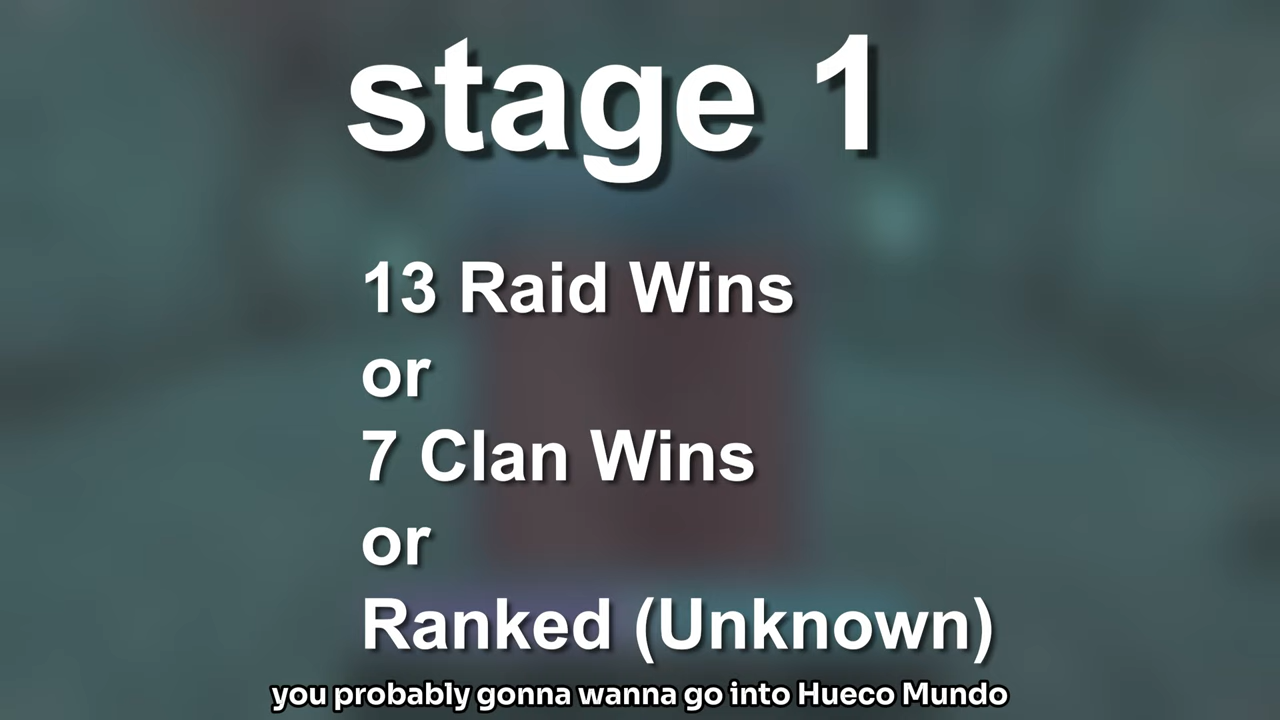 stage 1
13 Raid Wins
or
7 Clan Wins
or
Ranked (Unknown)
you probably gonna wanna go into Hueco Mundo